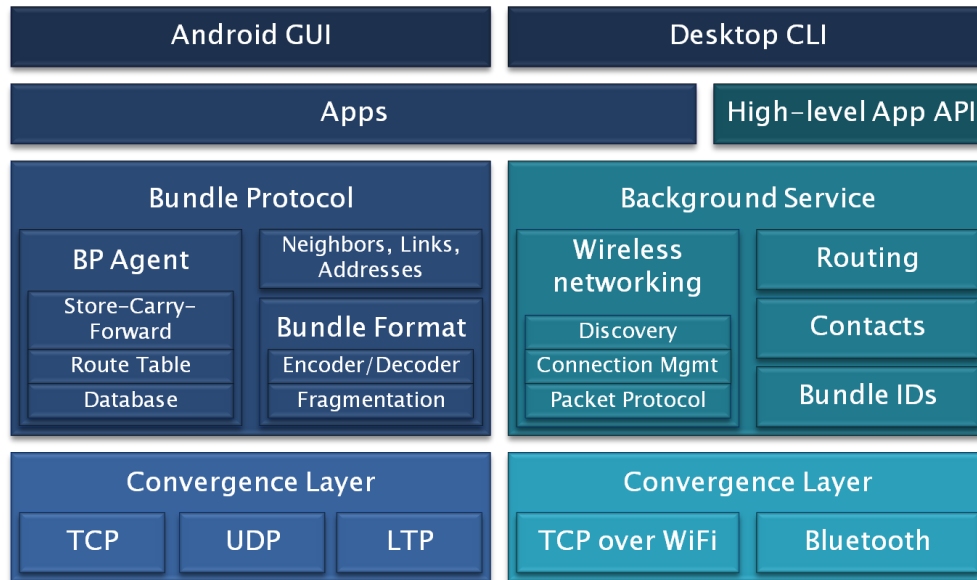 Android GUI
Desktop CLI
Apps
High-level App API
Bundle Protocol
BP Agent
Store-Carry-
Forward
Route Table
Database
Neighbors, Links,
Addresses
Bundle Format
Encoder/Decoder
Fragmentation
Background Service
Wireless
networking
Discovery
Connection Mgmt
Packet Protocol
Routing
Contacts
Bundle IDs
Convergence Layer
TCP
UDP
LTP
Convergence Layer
TCP over WiFi
Bluetooth